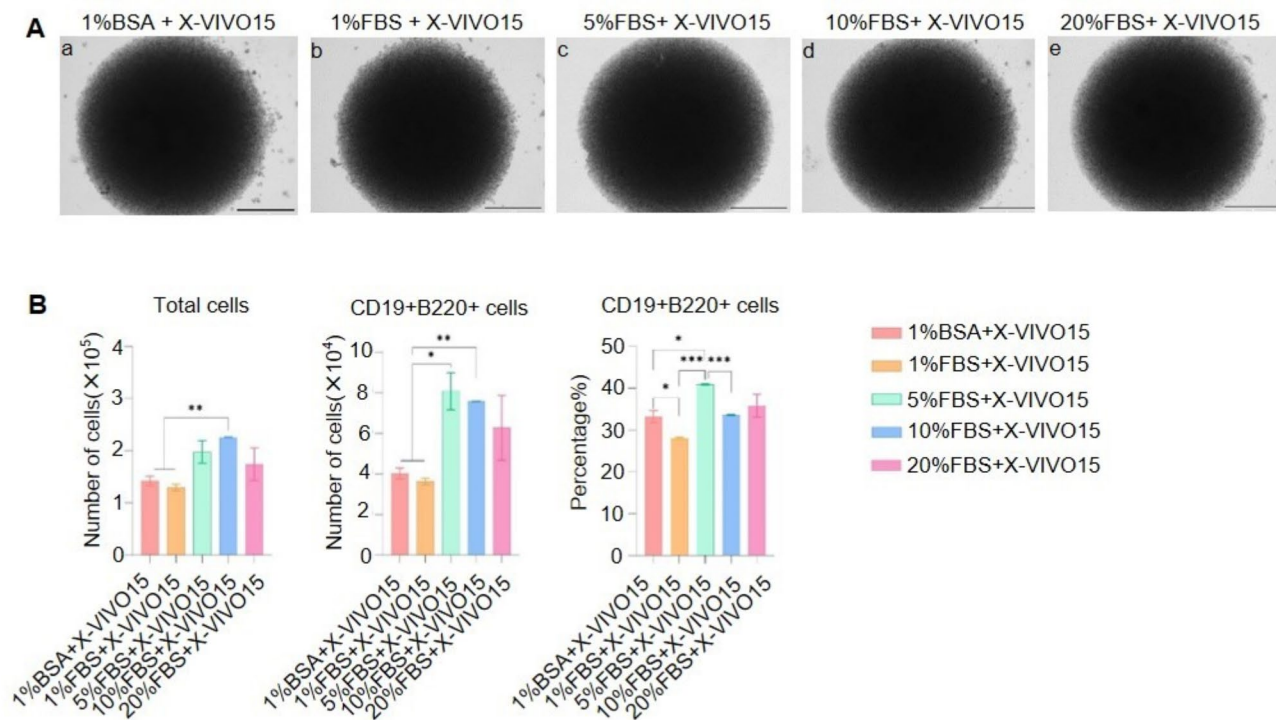 A
1%BSA + X-VIVO15
1%FBS + X-VIVO15
5%FBS+ X-VIVO15
10%FBS+ X-VIVO15
20%FBS+ X-VIVO15
a
b
c
d
e
B
Total cells
Number of cells(×10⁵)
4
3
2
1
0
**
1%BSA+X-VIVO15
1%FBS+X-VIVO15
5%FBS+X-VIVO15
10%FBS+X-VIVO15
20%FBS+X-VIVO15
CD19+B220+ cells
Number of cells(×10⁴)
10
8
6
4
2
0
**
*
1%BSA+X-VIVO15
1%FBS+X-VIVO15
5%FBS+X-VIVO15
10%FBS+X-VIVO15
20%FBS+X-VIVO15
CD19+B220+ cells
Percentage%)
50
40
30
20
10
0
*
*** ***
*
1%BSA+X-VIVO15
1%FBS+X-VIVO15
5%FBS+X-VIVO15
10%FBS+X-VIVO15
20%FBS+X-VIVO15
1%BSA+X-VIVO15
1%FBS+X-VIVO15
5%FBS+X-VIVO15
10%FBS+X-VIVO15
20%FBS+X-VIVO15